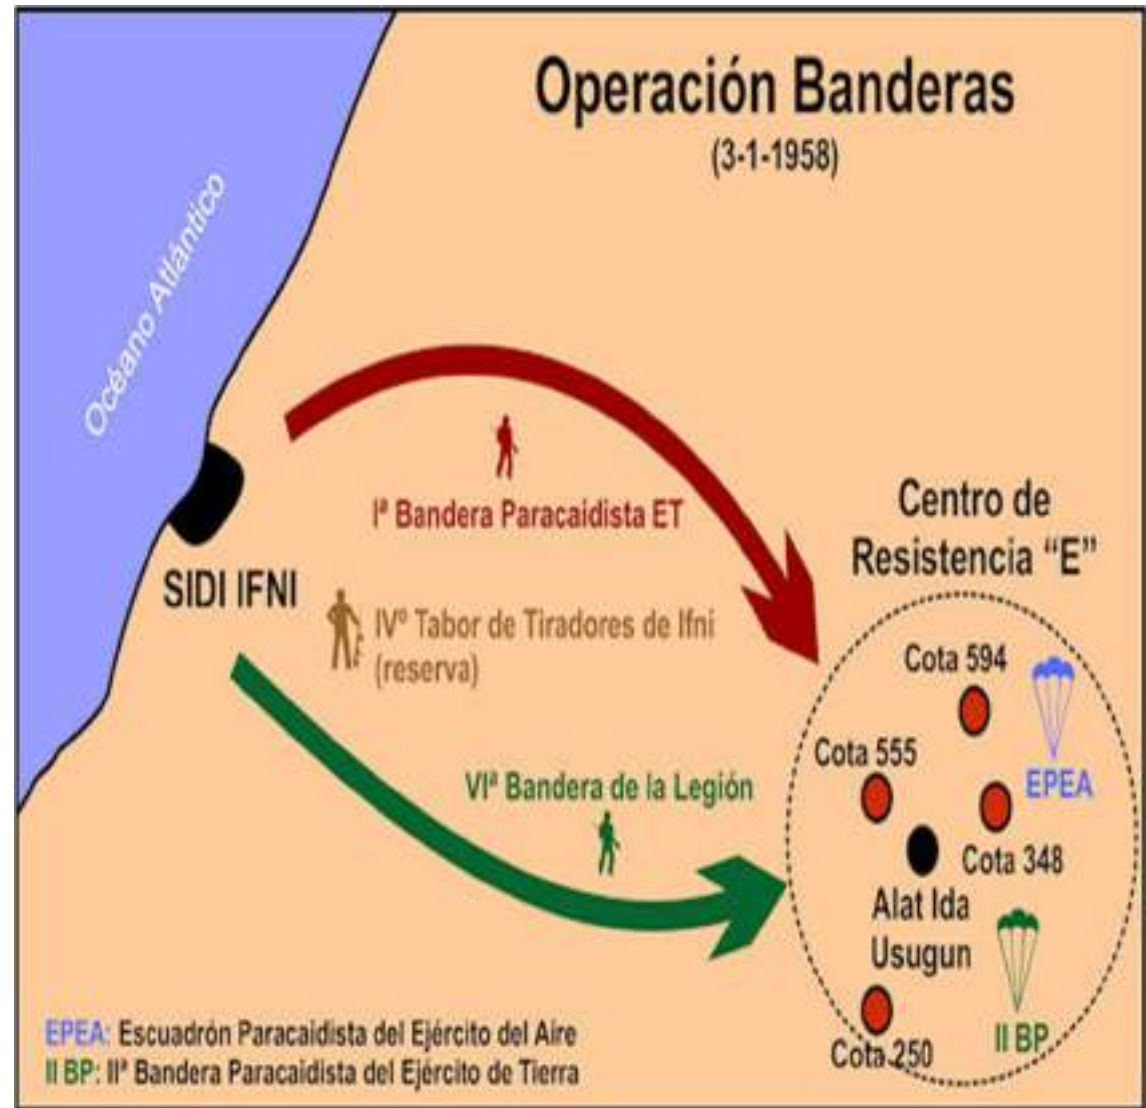 Operación Banderas
(3-1-1958)
Océano Atlántico
Iª Bandera Paracaidista ET
SIDI IFNI
IVº Tabor de Tiradores de Ifni
(reserva)
VIª Bandera de la Legión
Centro de
Resistencia “E”
Cota 594
Cota 555
EPEA
Cota 348
Alat Ida
Usugun
II BP
Cota 250
EPEA: Escuadrón Paracaidista del Ejército del Aire
II BP: IIª Bandera Paracaidista del Ejército de Tierra